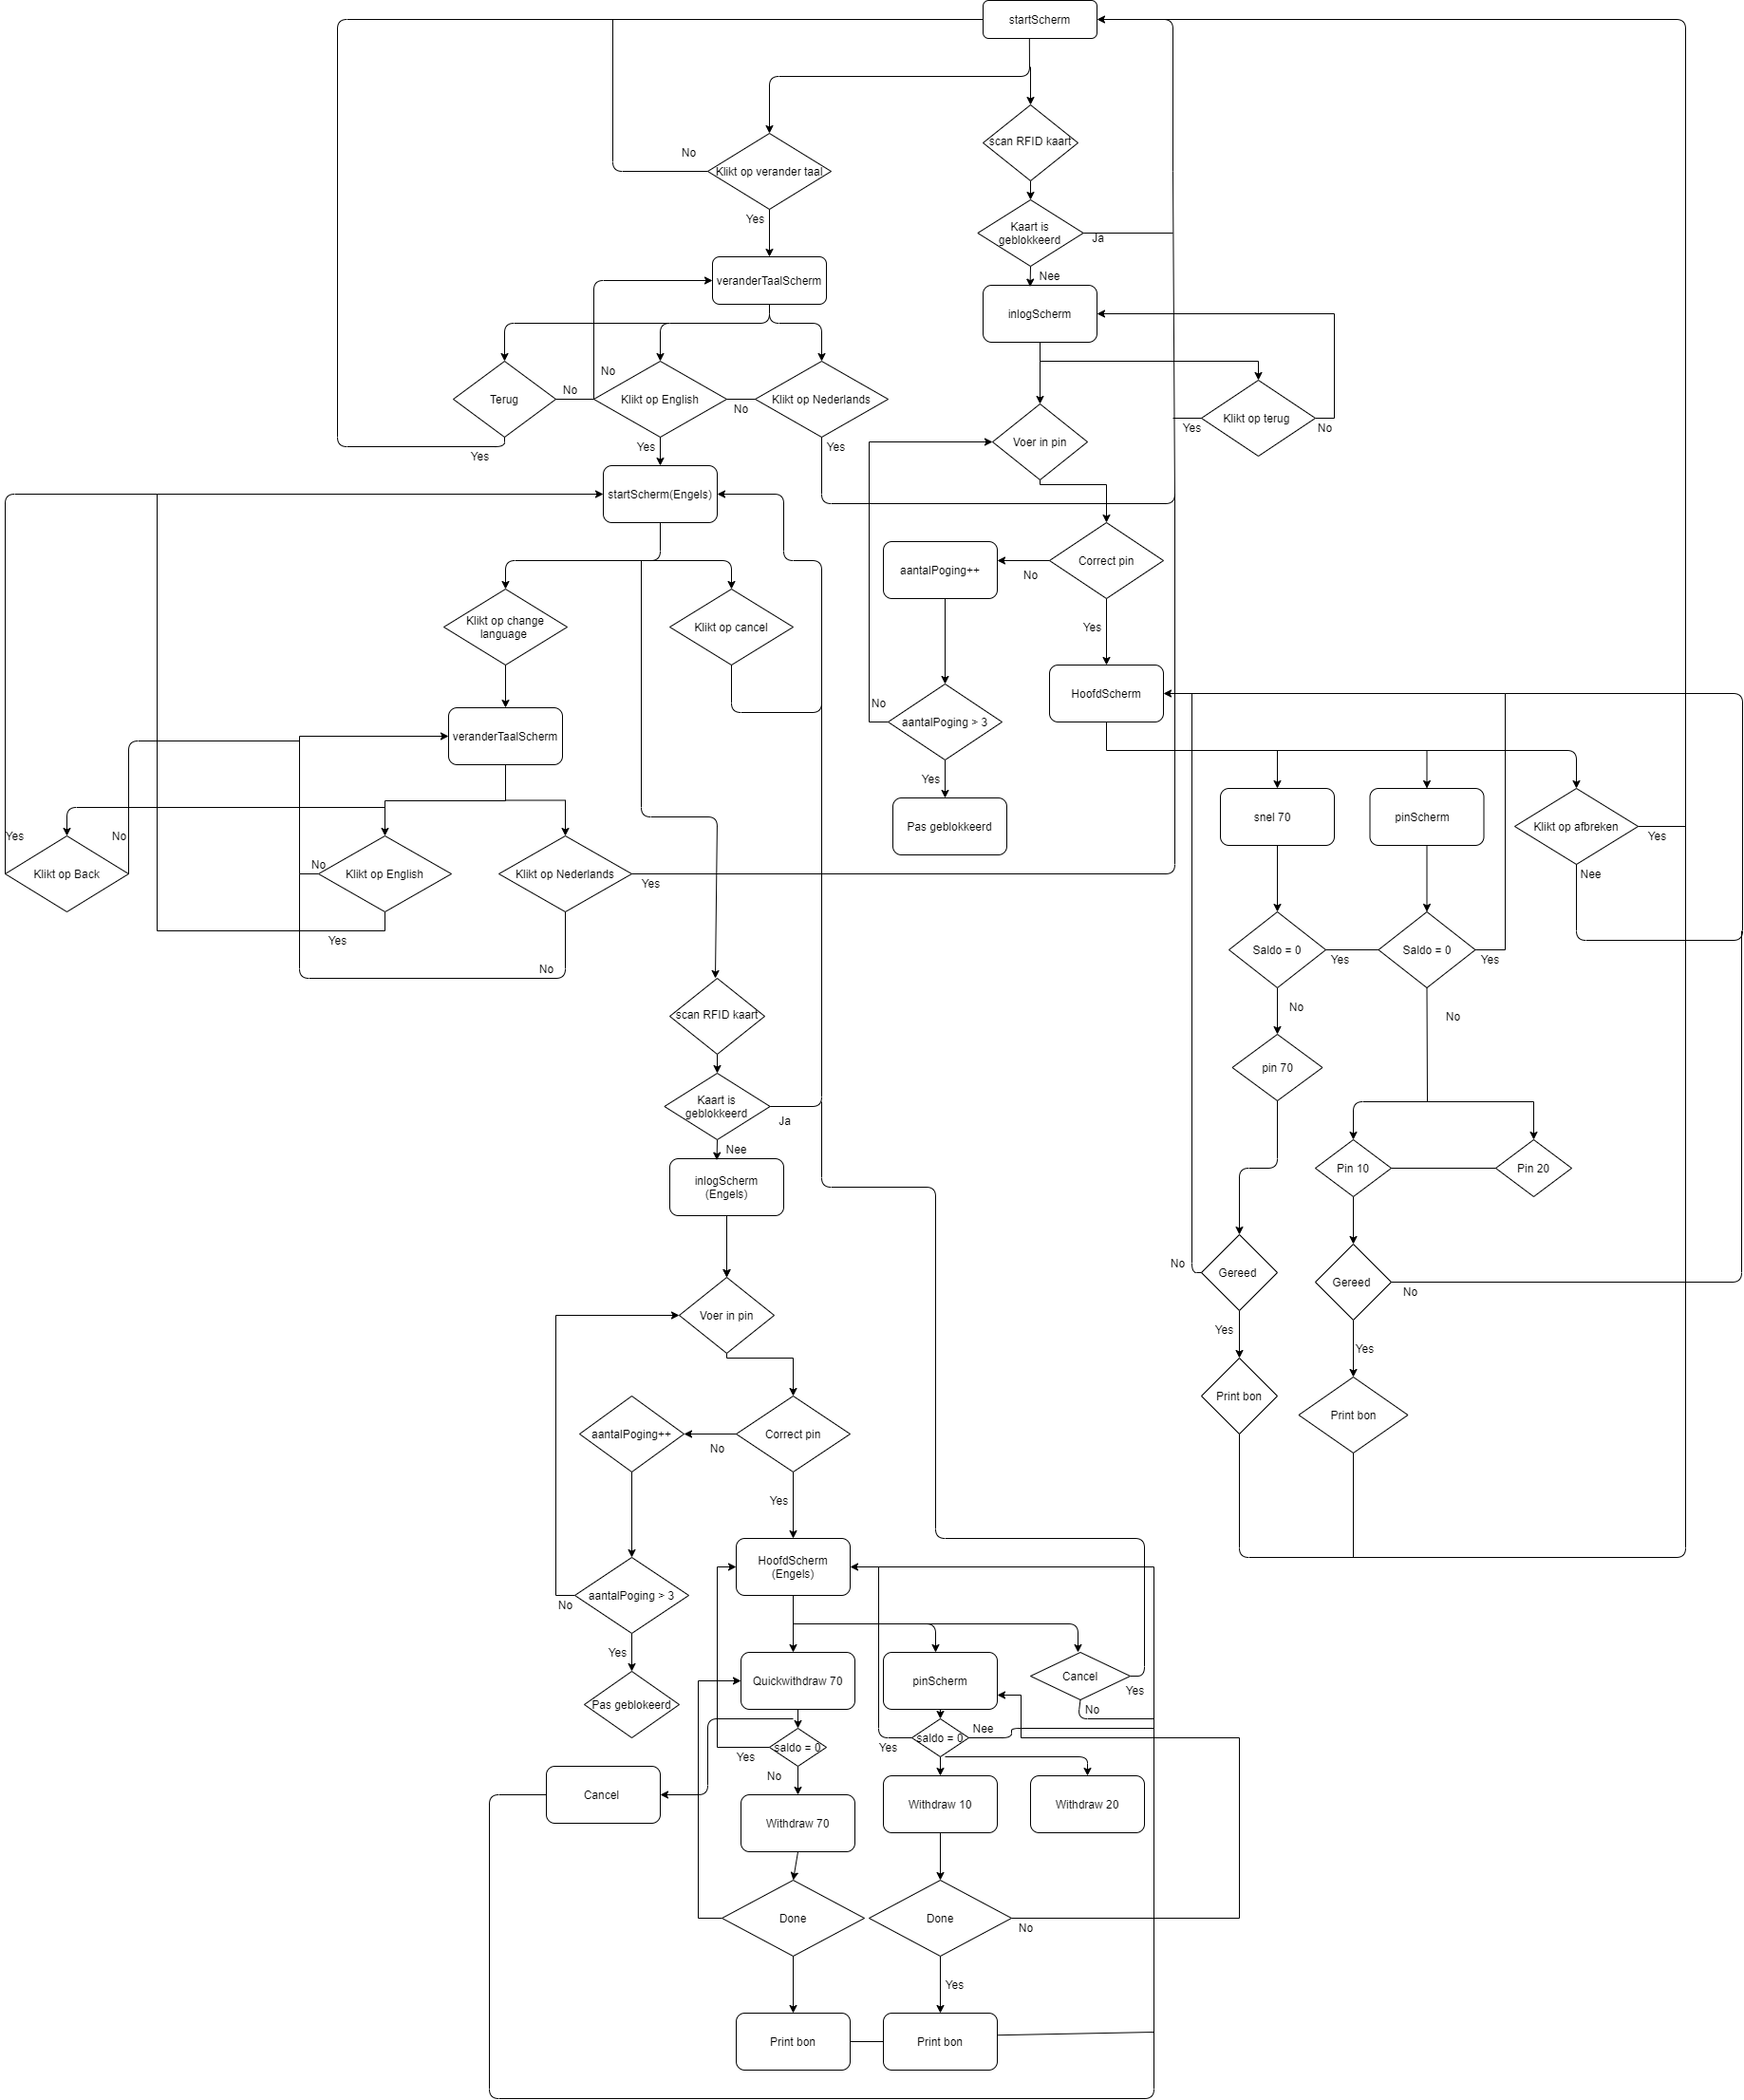 startScherm
scan RFID kaart
No
Klikt op verander taal
Yes
Kaart is
geblokkeerd
Ja
Nee
veranderTaalScherm
inlogScherm
No
No
Terug
Klikt op English
No
Klikt op Nederlands
Yes
Yes
Yes
Klikt op terug
Yes
No
Voer in pin
startScherm(Engels)
Correct pin
No
aantalPoging++
Yes
Klikt op change
language
Klikt op cancel
HoofdScherm
No
aantalPoging > 3
Yes
veranderTaalScherm
Pas geblokkeerd
snel 70
pinScherm
Klikt op afbreken
Yes
Nee
Yes
No
Klikt op Back
No
Klikt op English
Klikt op Nederlands
Yes
Yes
No
Saldo = 0
Yes
Saldo = 0
Yes
No
No
scan RFID kaart
pin 70
Kaart is
geblokkeerd
Ja
Nee
Pin 10
Pin 20
inlogScherm
(Engels)
No
Gereed
Gereed
No
Yes
Yes
Voer in pin
Print bon
Print bon
aantalPoging++
No
Correct pin
Yes
HoofdScherm
(Engels)
aantalPoging > 3
No
Yes
Quickwithdraw 70
pinScherm
Cancel
Yes
No
Pas geblokeerd
saldo = 0
Yes
No
saldo = 0
Nee
Yes
Cancel
Withdraw 70
Withdraw 10
Withdraw 20
Done
Done
No
Yes
Print bon
Print bon